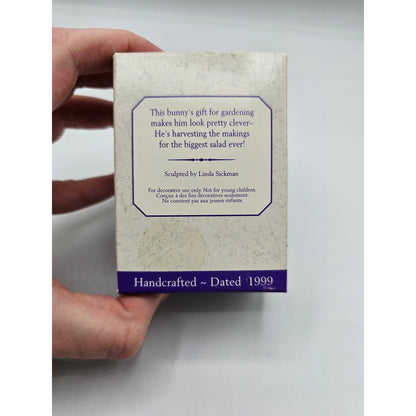 This bunny's gift for gardening
makes him look pretty clever–
He's harvesting the makings
for the biggest salad ever!
Sculpted by Linda Sickman
For decorative use only. Not for young children.
Conçue à des fins décoratives seulement.
Ne convient pas aux jeunes enfants.
Handcrafted ~ Dated 1999